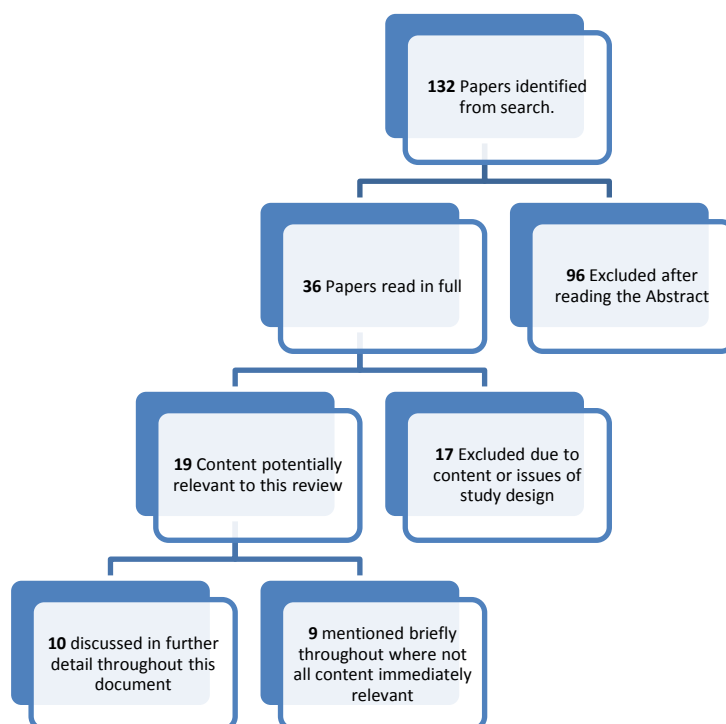 132 Papers identified
from search.
36 Papers read in full
96 Excluded after
reading the Abstract
19 Content potentially
relevant to this review
17 Excluded due to
content or issues of
study design
10 discussed in further
detail throughout this
document
9 mentioned briefly
throughout where not
all content immediately
relevant